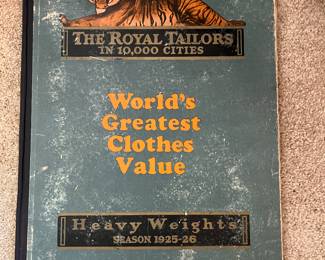 THE ROYAL TAILORS
IN 10,000 CITIES
World's
Greatest
Clothes
Value
Heavy Weights
SEASON 1925-26